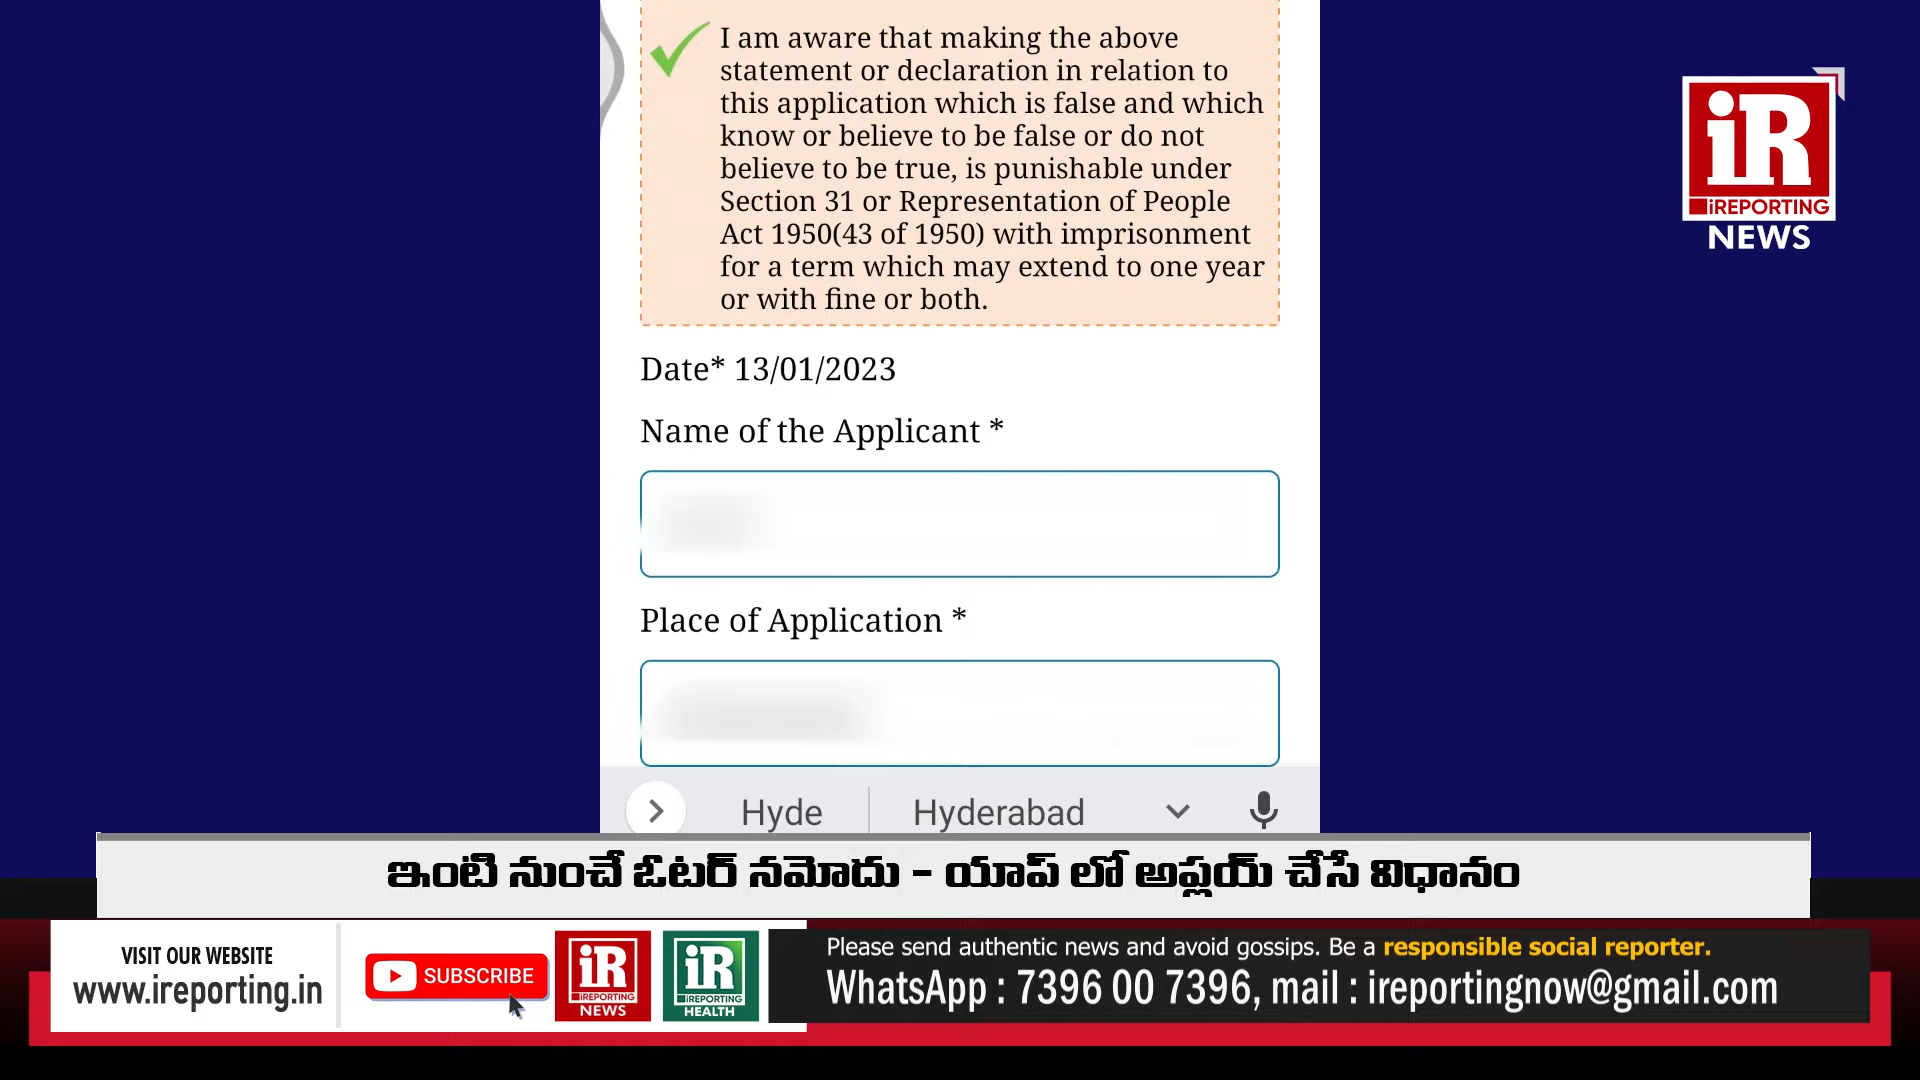 I am aware that making the above
statement or declaration in relation to
this application which is false and which
know or believe to be false or do not
believe to be true, is punishable under
Section 31 or Representation of People
Act 1950(43 of 1950) with imprisonment
for a term which may extend to one year
or with fine or both.
Date* 13/01/2023
Name of the Applicant *
Place of Application *
Hyde
Hyderabad
iR
iREPORTING
NEWS
ఇంటి నుంచే ఓటర్ నమోదు - యాప్ లో అప్లయ్ చేసే విధానం
VISIT OUR WEBSITE
www.ireporting.in
SUBSCRIBE
iR
iREPORTING
NEWS
iR
iREPORTING
HEALTH
Please send authentic news and avoid gossips. Be a responsible social reporter.
WhatsApp : 7396 00 7396, mail : ireportingnow@gmail.com